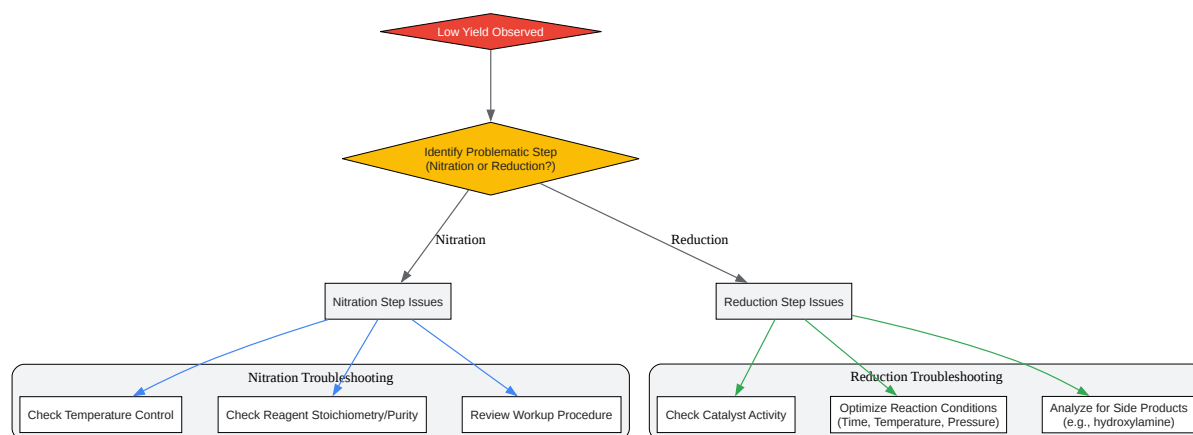 Low Yield Observed
Identify Problematic Step
(Nitration or Reduction?)
Nitration
Reduction
Nitration Step Issues
Reduction Step Issues
Nitration Troubleshooting
Reduction Troubleshooting
Check Temperature Control
Check Reagent Stoichiometry/Purity
Review Workup Procedure
Check Catalyst Activity
Optimize Reaction Conditions
(Time, Temperature, Pressure)
Analyze for Side Products
(e.g., hydroxylamine)